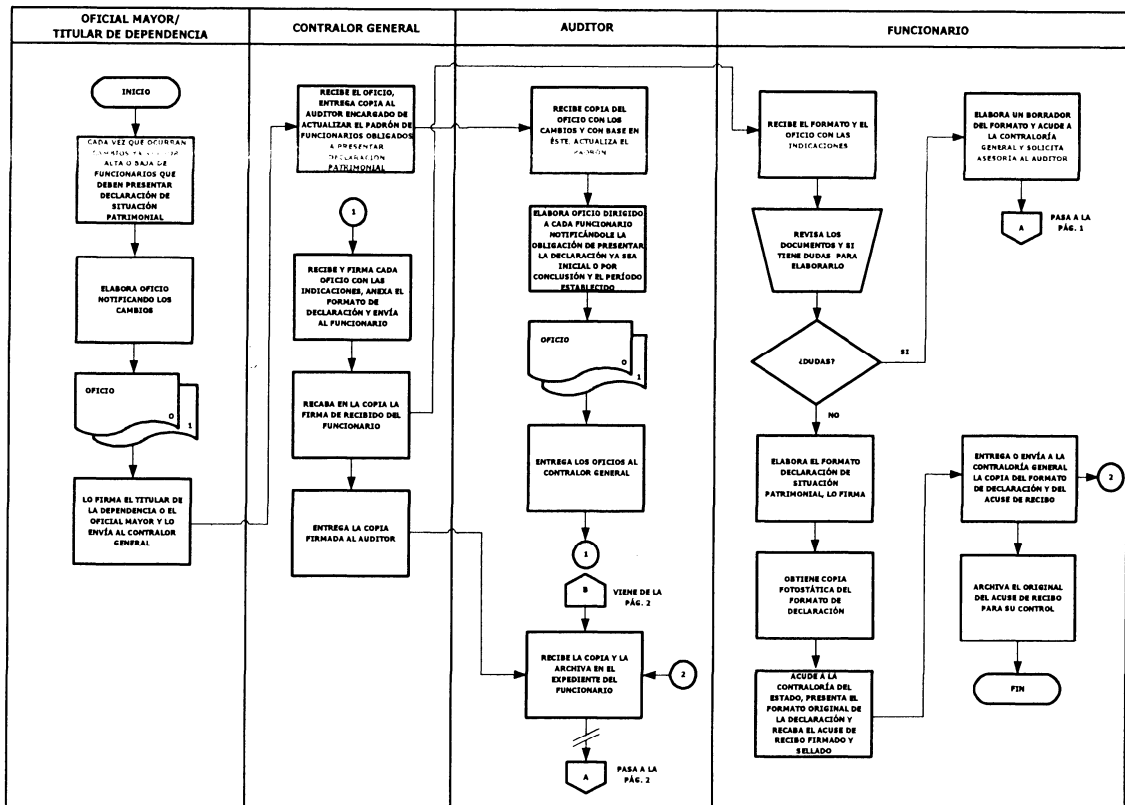 OFICIAL MAYOR/
TITULAR DE DEPENDENCIA
CONTRALOR GENERAL
AUDITOR
FUNCIONARIO
INICIO
CADA VEZ QUE OCURRAN
CAMBIOS YA SEA POR
ALTA O BAJA DE
FUNCIONARIOS QUE
DEBEN PRESENTAR
DECLARACIÓN DE
SITUACIÓN
PATRIMONIAL
ELABORA OFICIO
NOTIFICANDO LOS
CAMBIOS
OFICIO
0
1
LO FIRMA EL TITULAR DE
LA DEPENDENCIA O EL
OFICIAL MAYOR Y LO
ENVÍA AL CONTRALOR
GENERAL
RECIBE EL OFICIO,
ENTREGA COPIA AL
AUDITOR ENCARGADO DE
ACTUALIZAR EL PADRÓN DE
FUNCIONARIOS OBLIGADOS
A PRESENTAR
DECLARACIÓN
PATRIMONIAL
1
RECIBE Y FIRMA CADA
OFICIO CON LAS
INDICACIONES, ANEXA EL
FORMATO DE
DECLARACIÓN Y ENVÍA AL
FUNCIONARIO
RECABA EN LA COPIA LA
FIRMA DE RECIBIDO DEL
FUNCIONARIO
ENTREGA LA COPIA
FIRMADA AL AUDITOR
RECIBE COPIA DEL
OFICIO CON LOS
CAMBIOS Y CON BASE EN
ÉSTE, ACTUALIZA EL
PADRÓN
ELABORA OFICIO DIRIGIDO
A CADA FUNCIONARIO
NOTIFICÁNDOLE LA
OBLIGACIÓN DE PRESENTAR
LA DECLARACIÓN YA SEA
INICIAL O POR
CONCLUSIÓN Y EL PERÍODO
ESTABLECIDO
OFICIO
0
1
ENTREGA LOS OFICIOS AL
CONTRALOR GENERAL
1
B
VIENE DE LA
PÁG. 2
RECIBE LA COPIA Y LA
ARCHIVA EN EL
EXPEDIENTE DEL
FUNCIONARIO
2
A
PASA A LA
PÁG. 2
RECIBE EL FORMATO Y EL
OFICIO CON LAS
INDICACIONES
REVISA LOS
DOCUMENTOS Y SI
TIENE DUDAS PARA
ELABORARLO
¿DUDAS?
SI
NO
ELABORA EL FORMATO
DECLARACIÓN DE
SITUACIÓN
PATRIMONIAL, LO FIRMA
OBTIENE COPIA
FOTOSTÁTICA DEL
FORMATO DE
DECLARACIÓN
ACUDE A LA
CONTRALORÍA DEL
ESTADO, PRESENTA EL
FORMATO ORIGINAL DE
LA DECLARACIÓN Y
RECABA EL ACUSE DE
RECIBO FIRMADO Y
SELLADO
ELABORA UN BORRADOR
DEL FORMATO Y ACUDE A
LA CONTRALORÍA
GENERAL Y SOLICITA
ASESORÍA AL AUDITOR
A
PASA A LA
PÁG. 1
ENTREGA O ENVÍA A LA
CONTRALORÍA GENERAL
LA COPIA DEL FORMATO
DE DECLARACIÓN Y DEL
ACUSE DE RECIBO
2
ARCHIVA EL ORIGINAL
DEL ACUSE DE RECIBO
PARA SU CONTROL
FIN